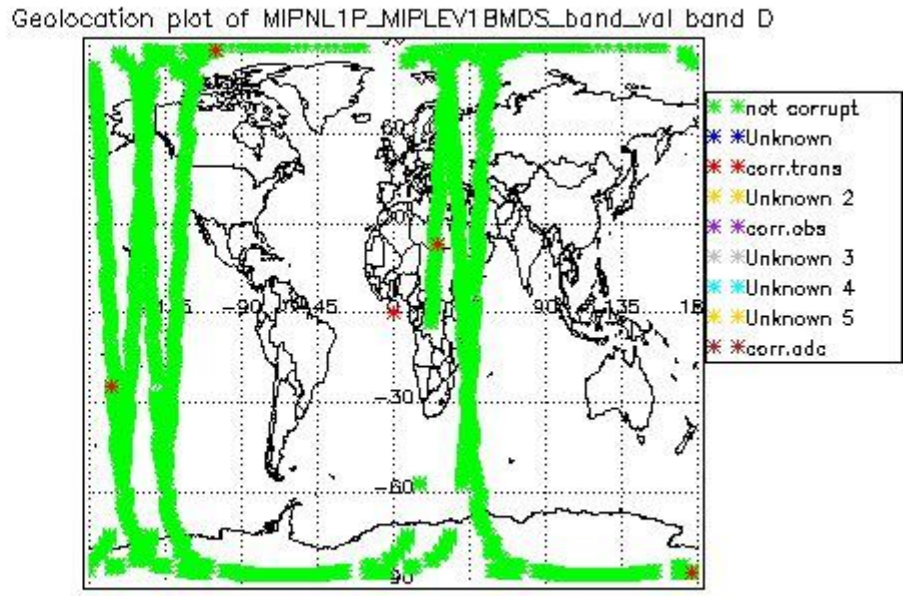 Geolocation plot of MIPNL1P_MIPLEV1BMDS_band_val band D
not corrupt
Unknown
corr.trans
Unknown 2
corr.obs
Unknown 3
Unknown 4
Unknown 5
corr.adc
60
-90
45
90
135
-30
-60
90